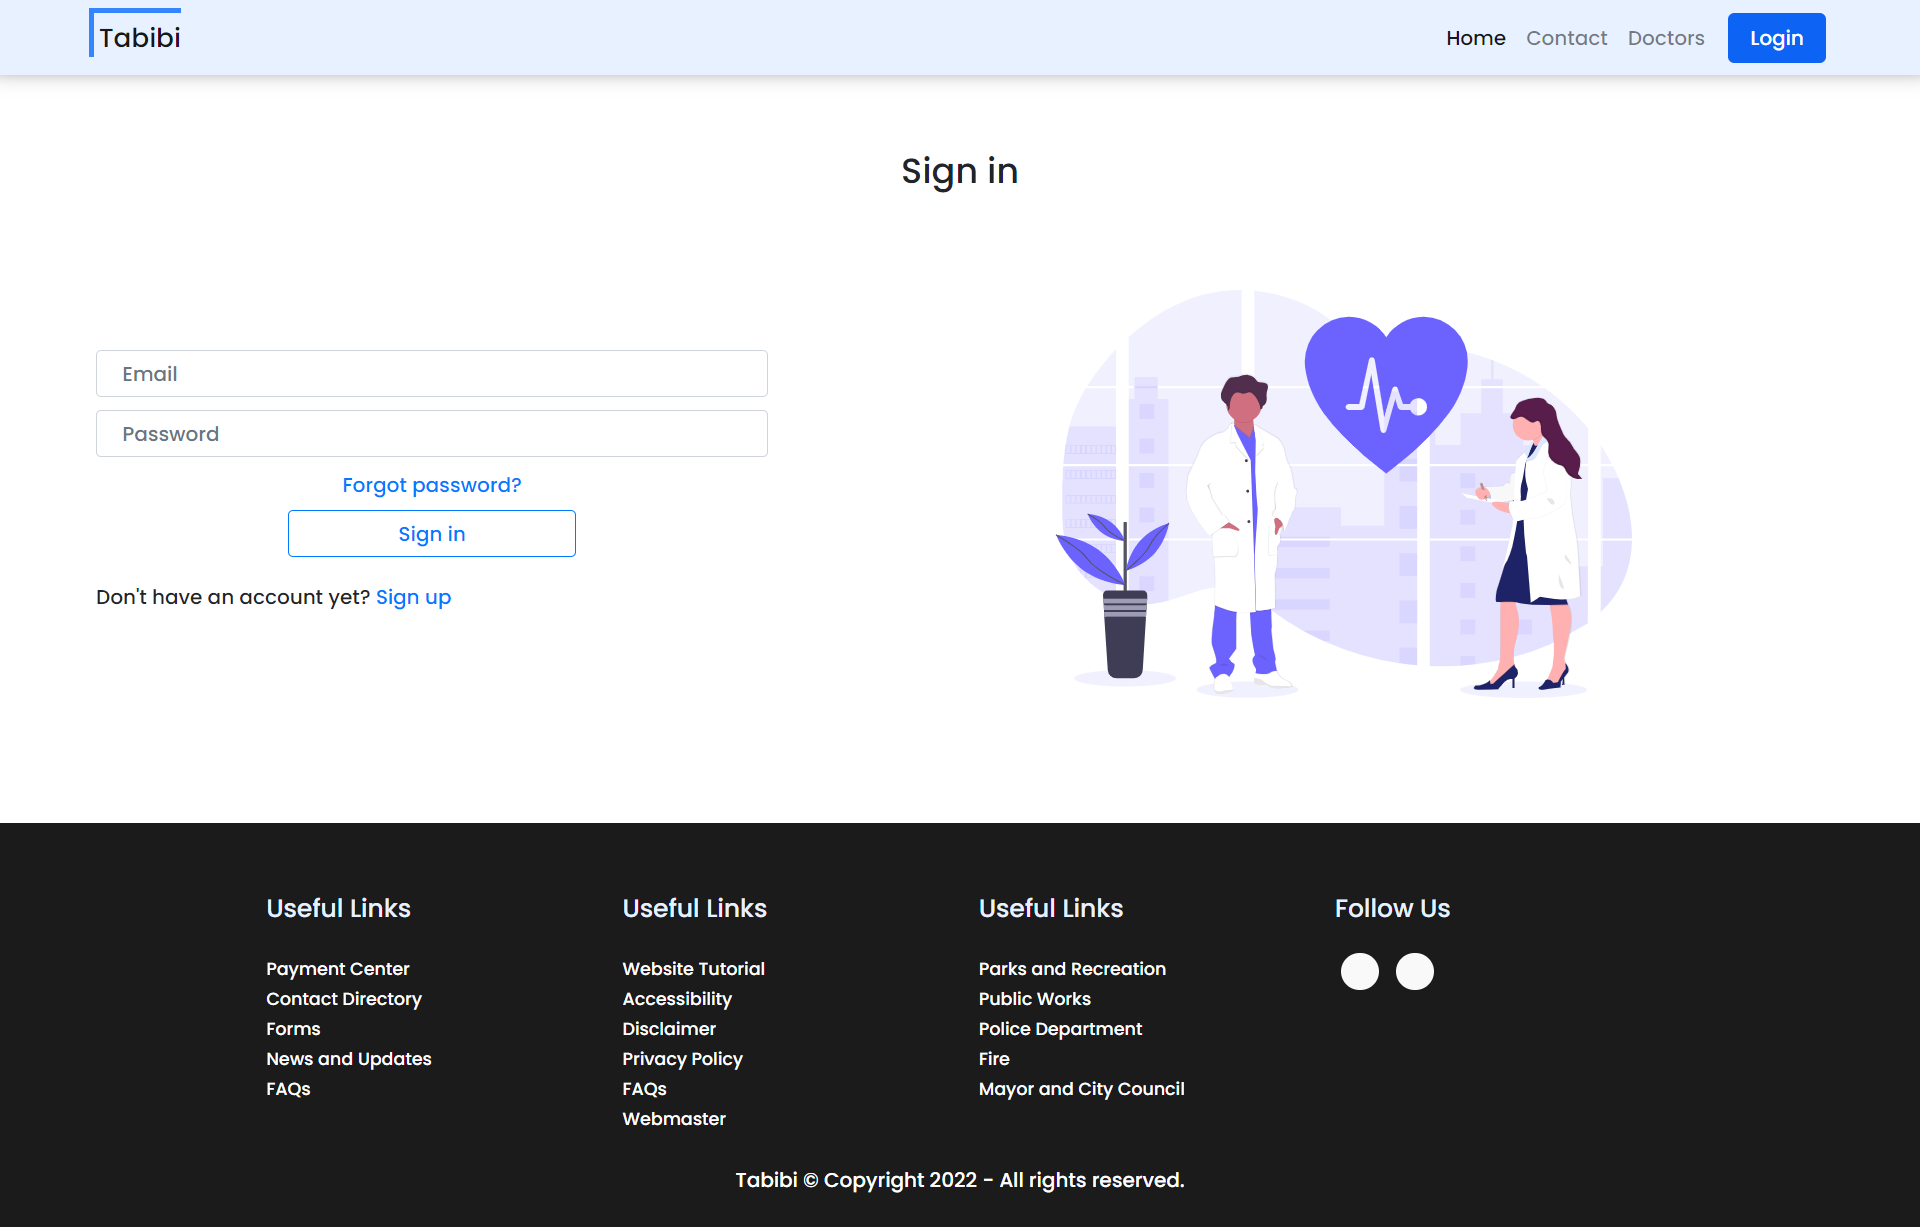 Tabibi
Home
Contact
Doctors
Login
Sign in
Email
Password
Forgot password?
Sign in
Don't have an account yet? Sign up
Useful Links
Payment Center
Contact Directory
Forms
News and Updates
FAQs
Useful Links
Website Tutorial
Accessibility
Disclaimer
Privacy Policy
FAQs
Webmaster
Useful Links
Parks and Recreation
Public Works
Police Department
Fire
Mayor and City Council
Follow Us
Tabibi © Copyright 2022 - All rights reserved.